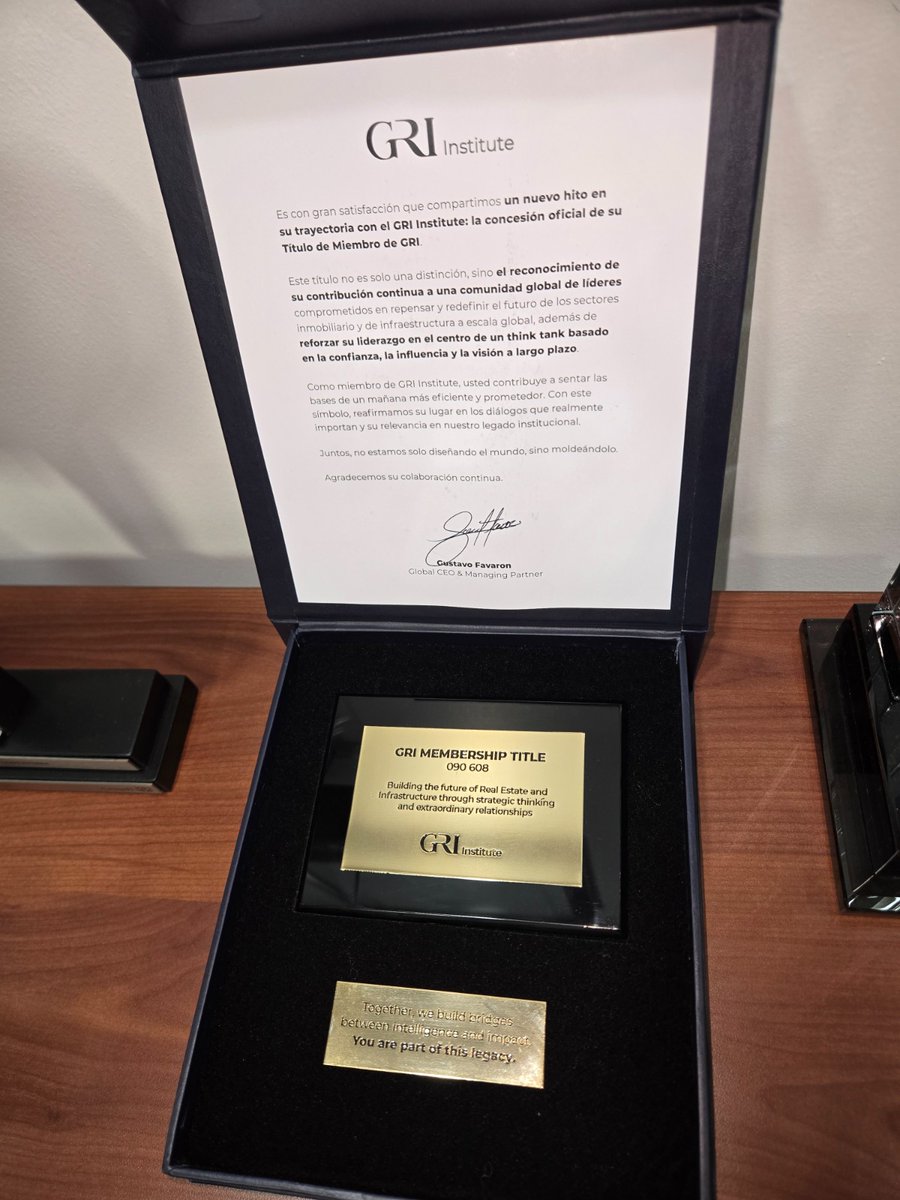 GRI Institute
Es con gran satisfacción que compartimos un nuevo hito en
su trayectoria con el GRI Institute: la concesión oficial de su
Título de Miembro de GRI.
Este título no es solo una distinción, sino el reconocimiento de
su contribución continua a una comunidad global de líderes
comprometidos en repensar y redefinir el futuro de los sectores
inmobiliario y de infraestructura a escala global, además de
reforzar su liderazgo en el centro de un think tank basado
en la confianza, la influencia y la visión a largo plazo.
Como miembro de GRI Institute, usted contribuye a sentar las
bases de un mañana más eficiente y prometedor. Con este
símbolo, reafirmamos su lugar en los diálogos que realmente
importan y su relevancia en nuestro legado institucional.
Juntos, no estamos solo diseñando el mundo, sino moldeándolo.
Agradecemos su colaboración continua.
Gustavo Favaron
Global CEO & Managing Partner
GRI MEMBERSHIP TITLE
090 608
Building the future of Real Estate and
Infrastructure through strategic thinking
and extraordinary relationships
GRI Institute
Together, we build bridges
between intelligence and impact.
You are part of this legacy.